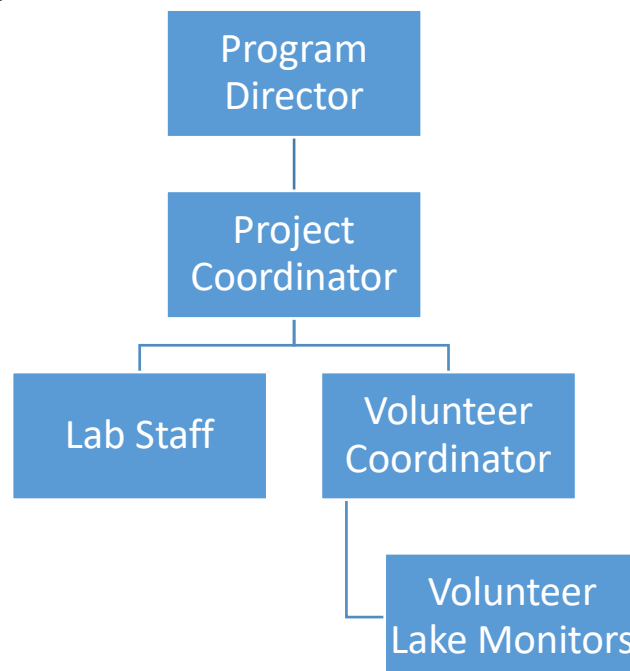 Program
Director
Project
Coordinator
Lab Staff
Volunteer
Coordinator
Volunteer
Lake Monitors